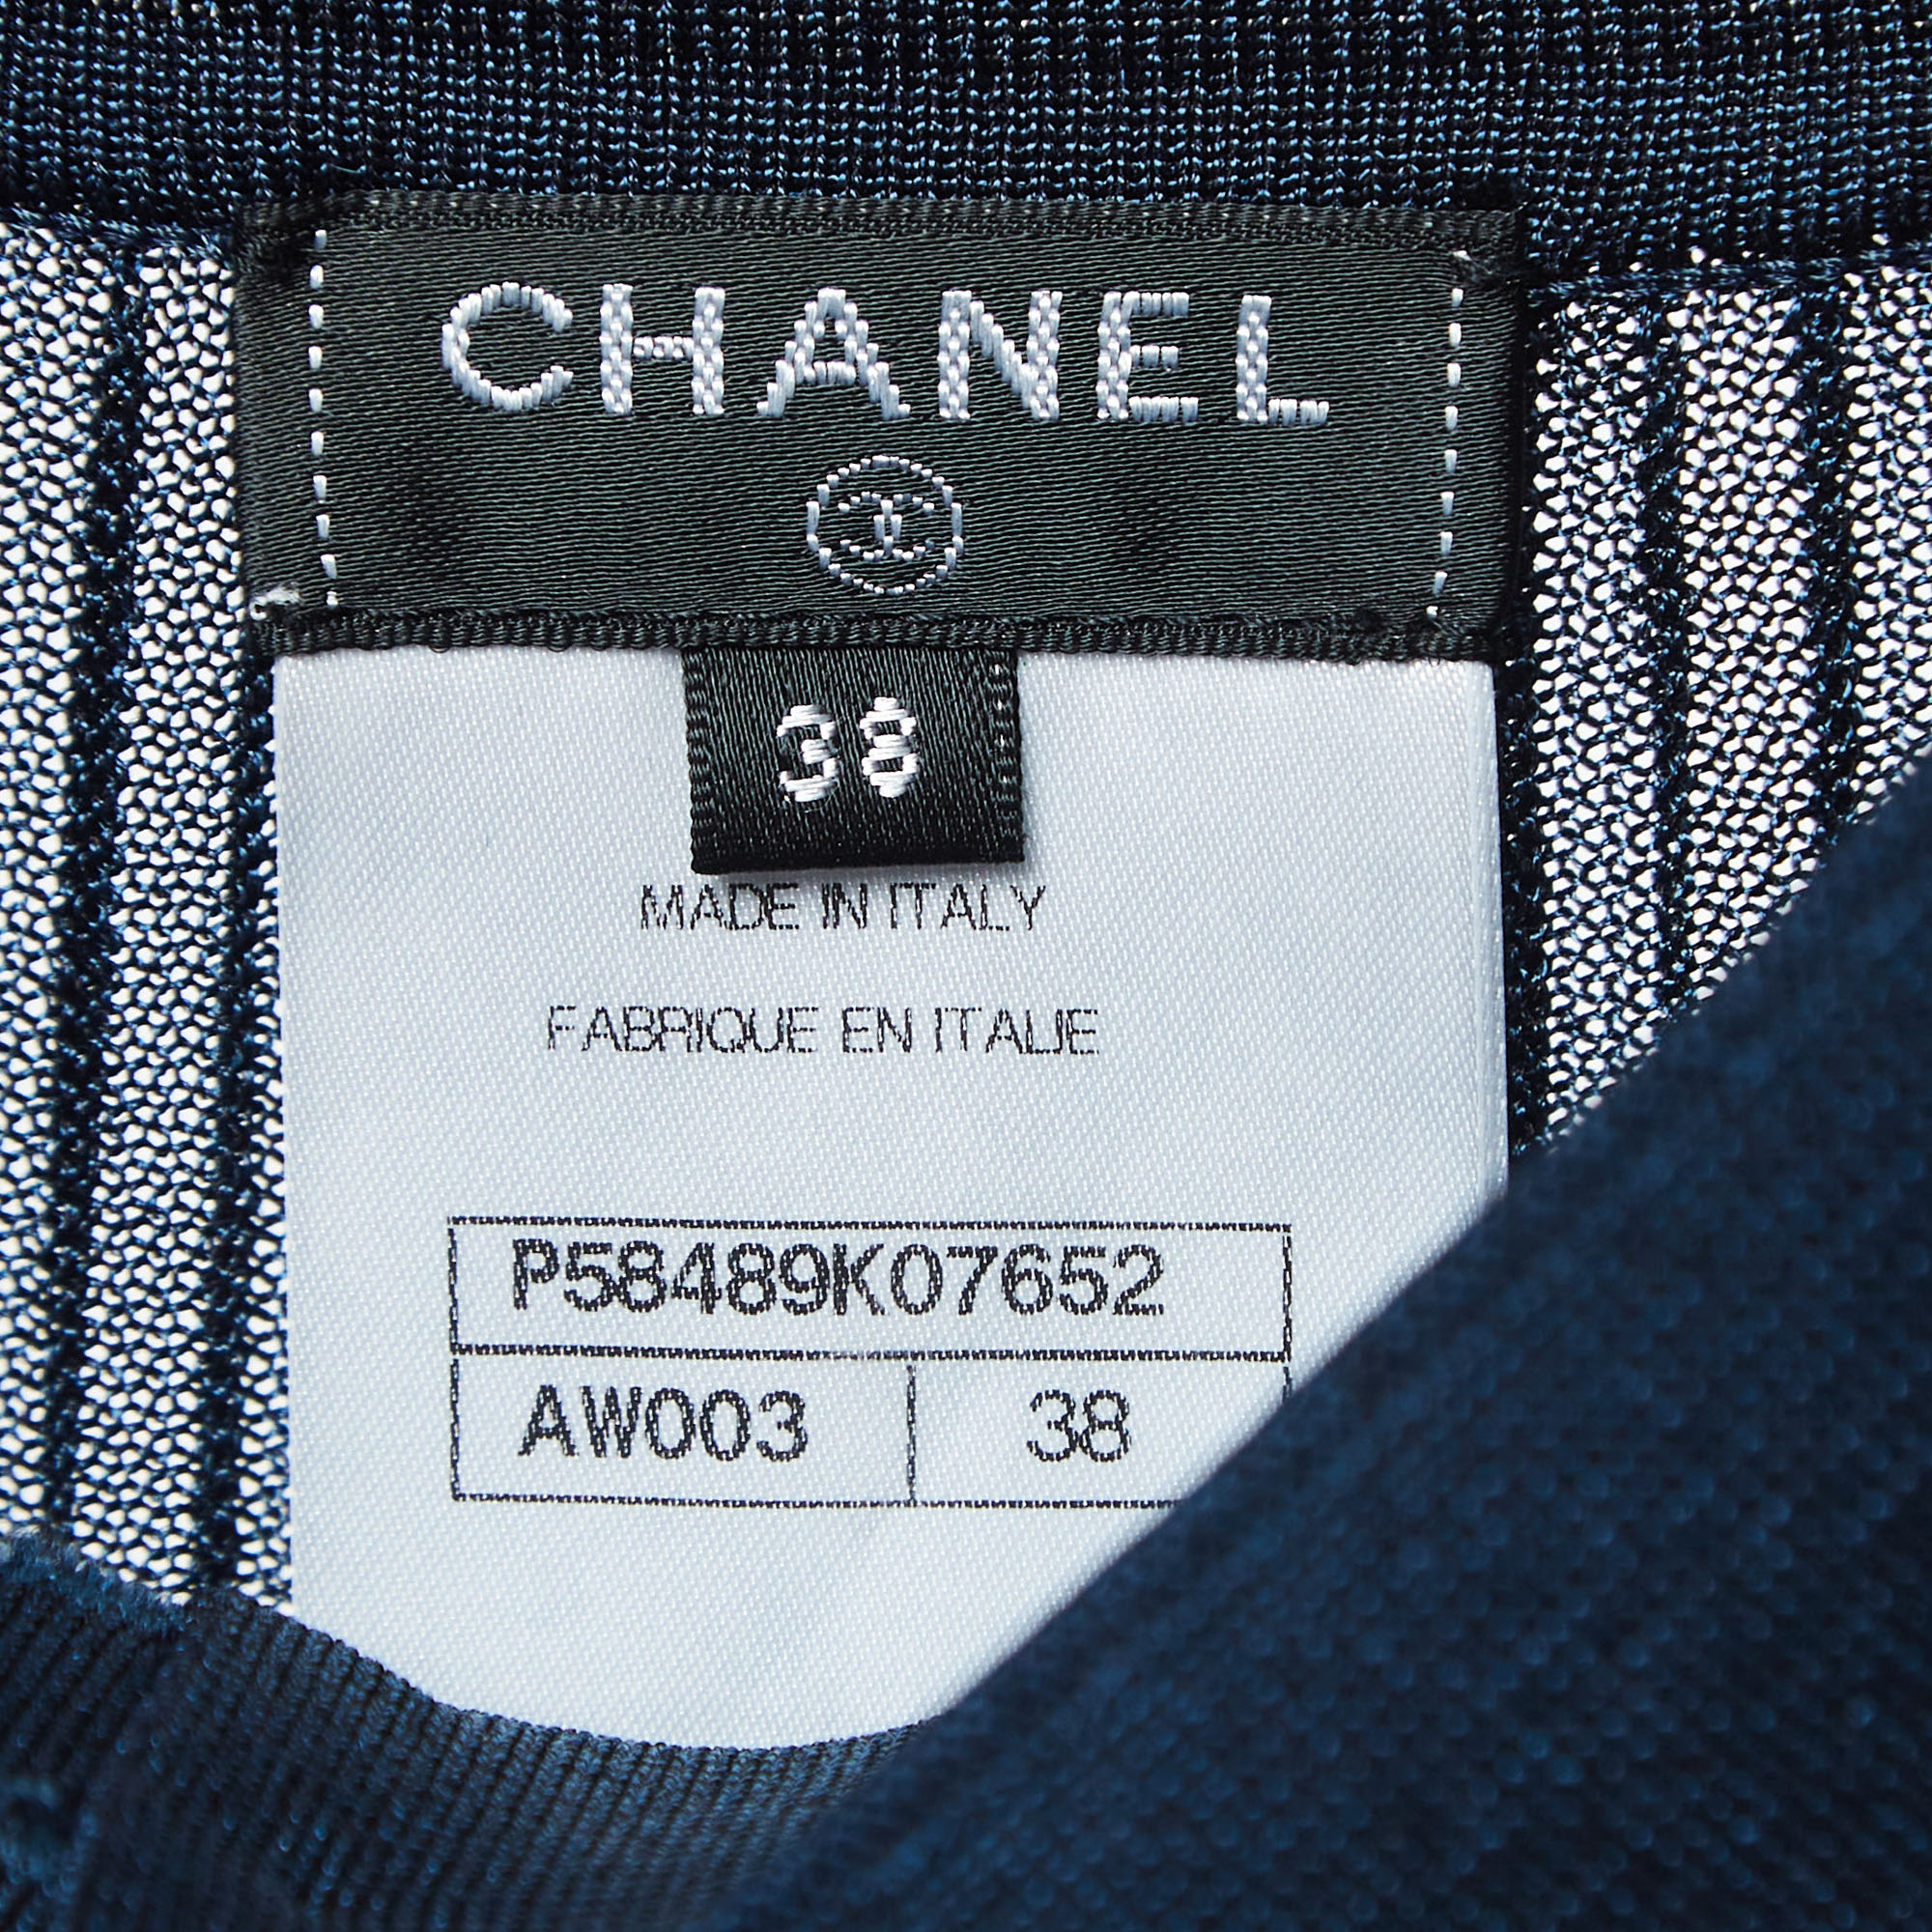 CHANEL
38
MADE IN ITALY
FABRIQUE EN ITALIE
P58489K07652
AW003 38